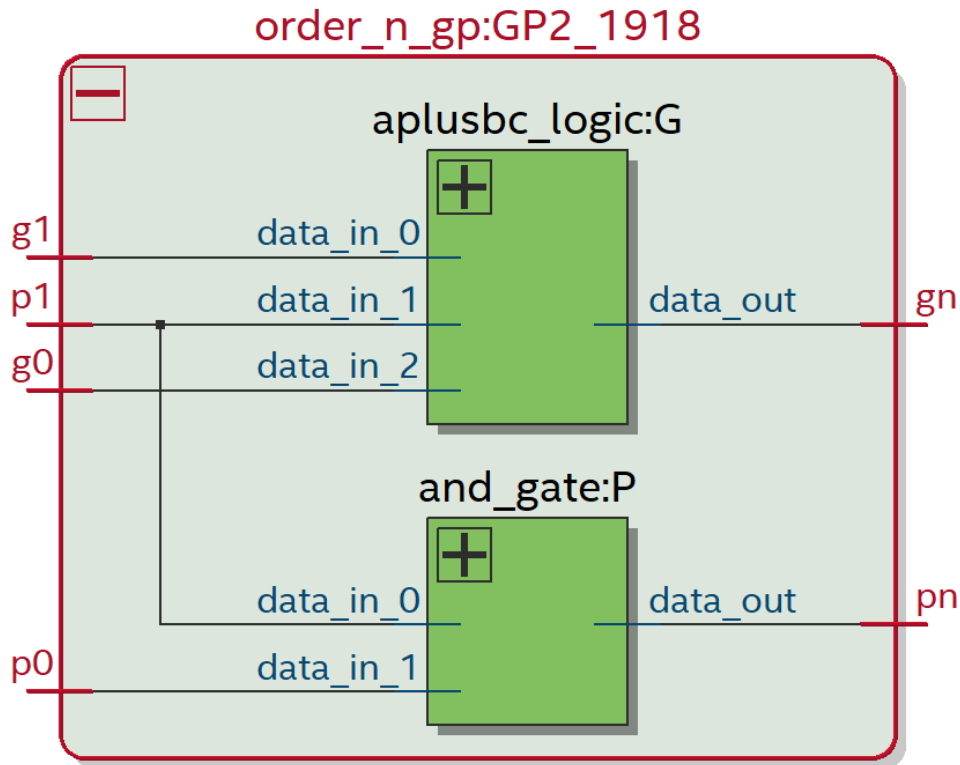 order_n_gp:GP2_1918
aplusbc_logic:G
g1 data_in_0
p1 data_in_1 data_out gn
g0 data_in_2
and_gate:P
data_in_0 data_out pn
p0 data_in_1